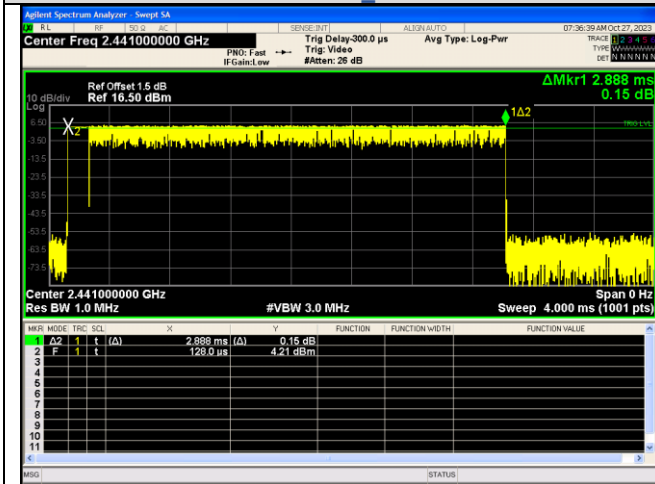 Agilent Spectrum Analyzer - Swept SA
RL RF 50 Ω AC SENSE:INT ALIGN AUTO 07:36:39 AM Oct 27, 2023
Center Freq 2.441000000 GHz
PNO: Fast
IFGain:Low
Trig Delay-300.0 µs
Trig: Video
#Atten: 26 dB
Avg Type: Log-Pwr
TRACE 1 2 3 4 5 6
TYPE
DET N N N N N N
ΔMkr1 2.888 ms
0.15 dB
10 dB/div
Log
Ref Offset 1.5 dB
Ref 16.50 dBm
6.50
-3.50
-13.5
-23.5
-33.5
-43.5
-53.5
-63.5
-73.5
2
1Δ2
TRIG LVL
Center 2.441000000 GHz Span 0 Hz
Res BW 1.0 MHz #VBW 3.0 MHz Sweep 4.000 ms (1001 pts)
MKR MODE TRC SCL X Y FUNCTION FUNCTION WIDTH FUNCTION VALUE
1 Δ2 1 t (Δ) 2.888 ms (Δ) 0.15 dB
2 F 1 t 128.0 µs 4.21 dBm
3
4
5
6
7
8
9
10
11
MSG STATUS